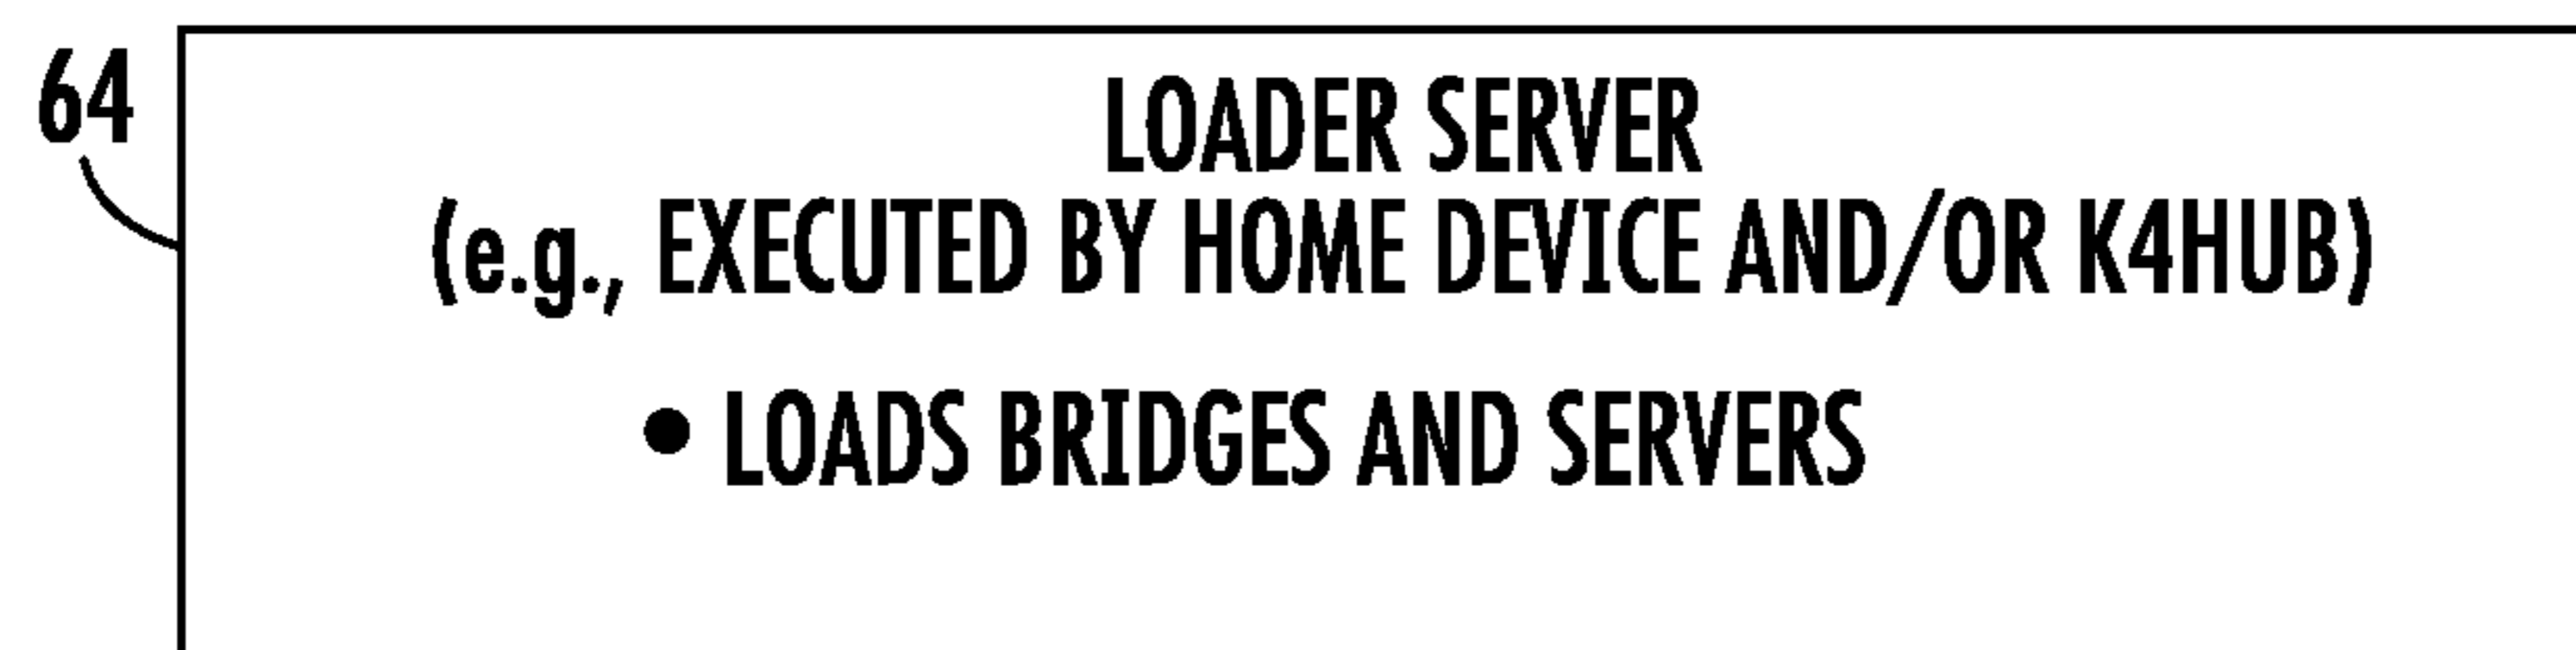 64
LOADER SERVER
(e.g., EXECUTED BY HOME DEVICE AND/OR K4HUB)
• LOADS BRIDGES AND SERVERS